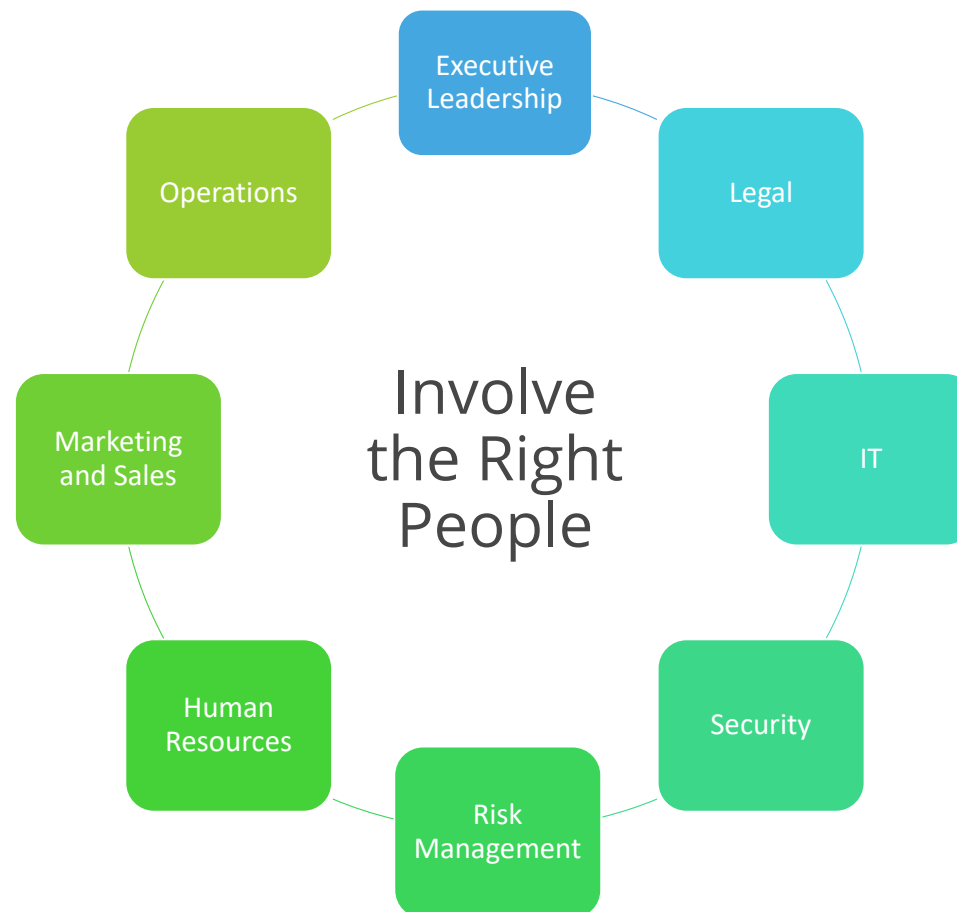 Executive
Leadership
Legal
IT
Security
Risk
Management
Human
Resources
Marketing
and Sales
Operations
Involve
the Right
People